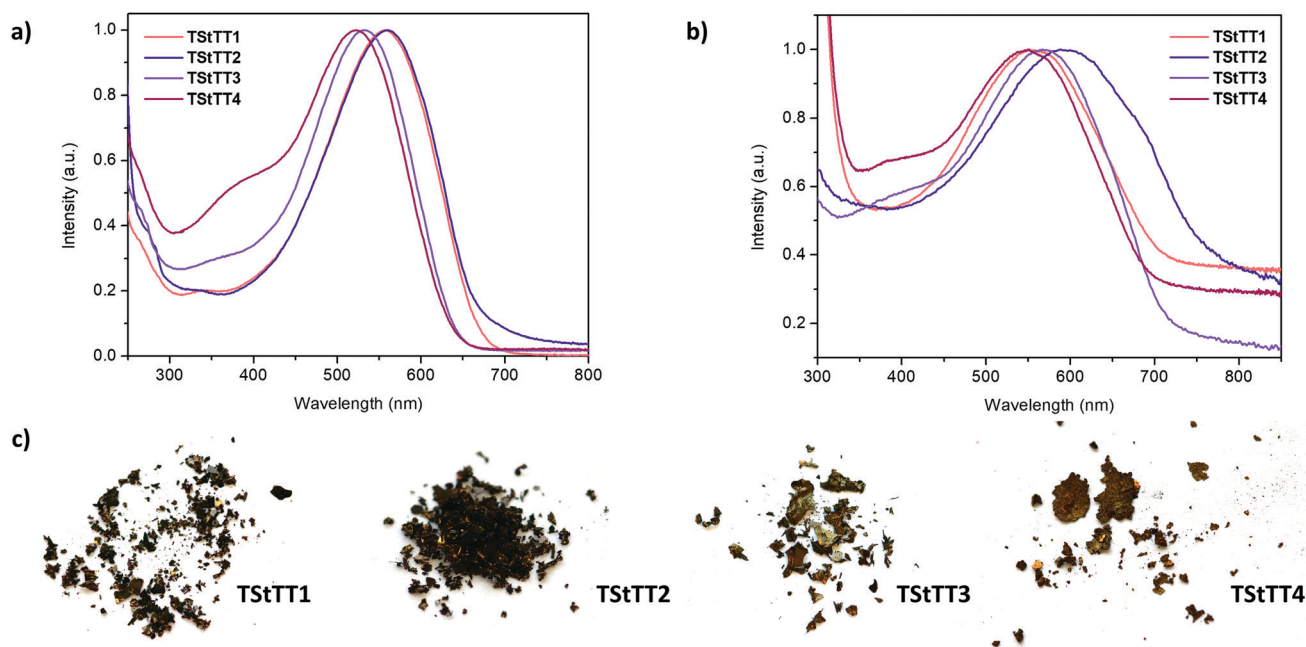 a)
TStTT1
TStTT2
TStTT3
TStTT4
1.0
0.8
0.6
0.4
0.2
0.0
Intensity (a.u.)
300 400 500 600 700 800
Wavelength (nm)
b)
TStTT1
TStTT2
TStTT3
TStTT4
1.0
0.8
0.6
0.4
0.2
Intensity (a.u.)
300 400 500 600 700 800
Wavelength (nm)
c)
TStTT1 TStTT2 TStTT3 TStTT4